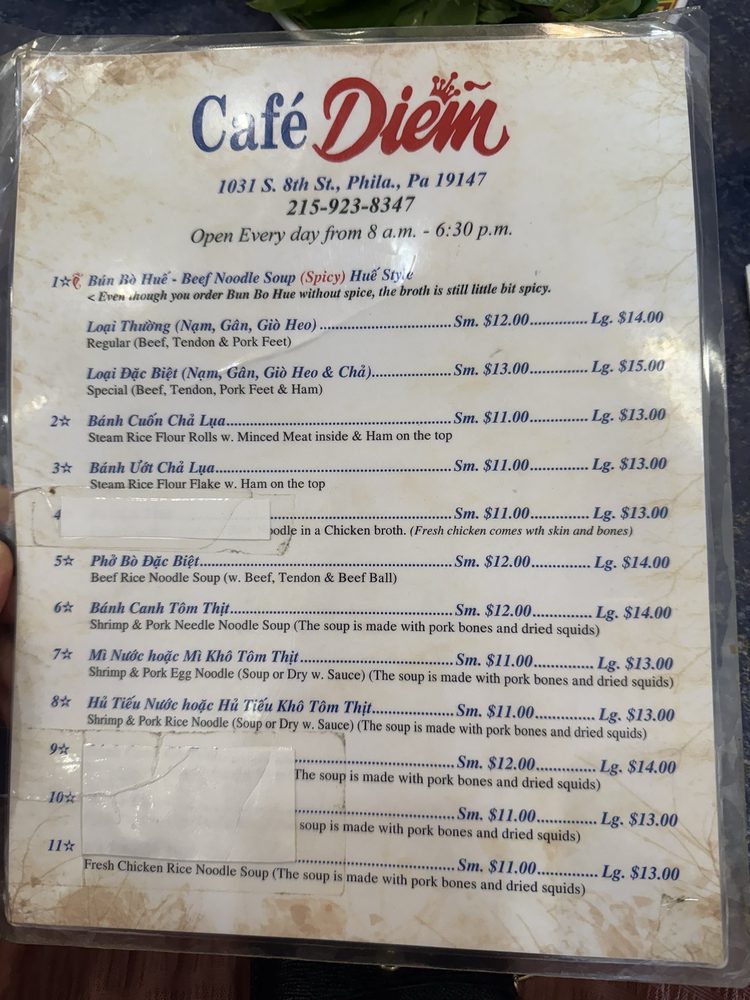 Café Diễm
1031 S. 8th St., Phila., Pa 19147
215-923-8347
Open Every day from 8 a.m. - 6:30 p.m.
1☆ Bún Bò Huế - Beef Noodle Soup (Spicy) Huế Style
< Even though you order Bun Bo Hue without spice, the broth is still little bit spicy.
Loại Thường (Nạm, Gân, Giò Heo)..........Sm. $12.00..........Lg. $14.00
Regular (Beef, Tendon & Pork Feet)
Loại Đặc Biệt (Nạm, Gân, Giò Heo & Chả)..........Sm. $13.00..........Lg. $15.00
Special (Beef, Tendon, Pork Feet & Ham)
2☆ Bánh Cuốn Chả Lụa..........Sm. $11.00..........Lg. $13.00
Steam Rice Flour Rolls w. Minced Meat inside & Ham on the top
3☆ Bánh Ướt Chả Lụa..........Sm. $11.00..........Lg. $13.00
Steam Rice Flour Flake w. Ham on the top
4 ..........Sm. $11.00..........Lg. $13.00
in a Chicken broth. (Fresh chicken comes wth skin and bones)
5☆ Phở Bò Đặc Biệt..........Sm. $12.00..........Lg. $14.00
Beef Rice Noodle Soup (w. Beef, Tendon & Beef Ball)
6☆ Bánh Canh Tôm Thịt..........Sm. $12.00..........Lg. $14.00
Shrimp & Pork Needle Noodle Soup (The soup is made with pork bones and dried squids)
7☆ Mì Nước hoặc Mì Khô Tôm Thịt..........Sm. $11.00..........Lg. $13.00
Shrimp & Pork Egg Noodle (Soup or Dry w. Sauce) (The soup is made with pork bones and dried squids)
8☆ Hủ Tiếu Nước hoặc Hủ Tiếu Khô Tôm Thịt..........Sm. $11.00..........Lg. $13.00
Shrimp & Pork Rice Noodle (Soup or Dry w. Sauce) (The soup is made with pork bones and dried squids)
9☆ ..........Sm. $12.00..........Lg. $14.00
The soup is made with pork bones and dried squids)
10☆ ..........Sm. $11.00..........Lg. $13.00
soup is made with pork bones and dried squids)
11☆ ..........Sm. $11.00..........Lg. $13.00
Fresh Chicken Rice Noodle Soup (The soup is made with pork bones and dried squids)